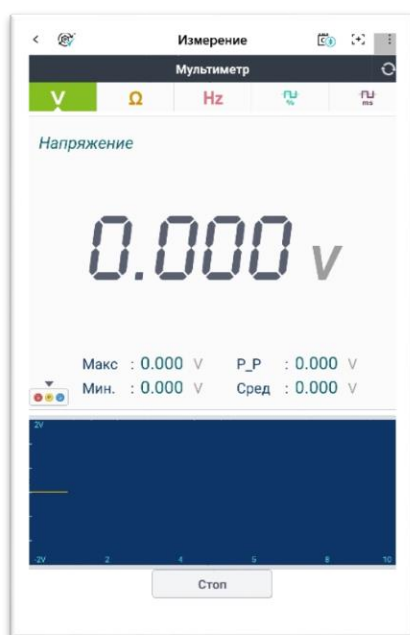 Измерение
Мультиметр
V Ω Hz % ms
Напряжение
0.000 V
Макс : 0.000 V P_P : 0.000 V
Мин. : 0.000 V Сред : 0.000 V
2V
-2V 2 4 5 8 10
Стоп